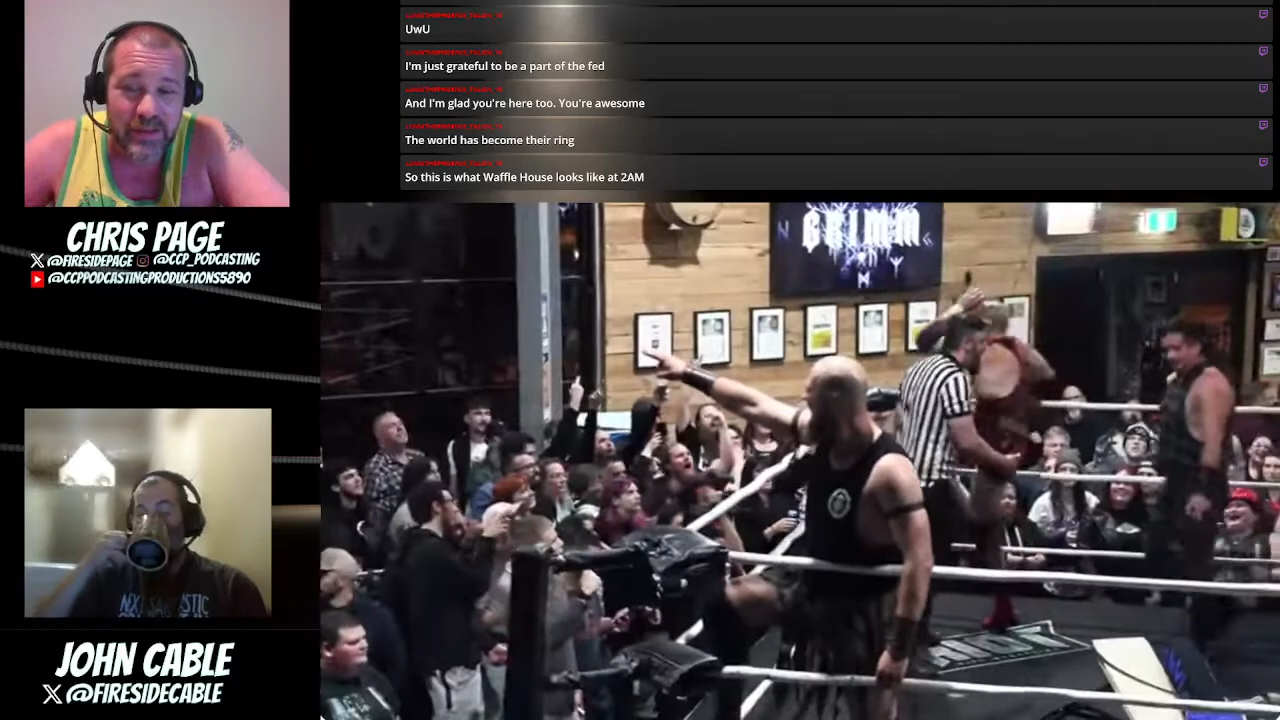 UwU
I'm just grateful to be a part of the fed
And I'm glad you're here too. You're awesome
The world has become their ring
So this is what Waffle House looks like at 2AM
CHRIS PAGE
@FIRESIDEPAGE @CCP_PODCASTING
@CCPPODCASTINGPRODUCTIONS5890
GRIMM
JOHN CABLE
@FIRESIDECABLE